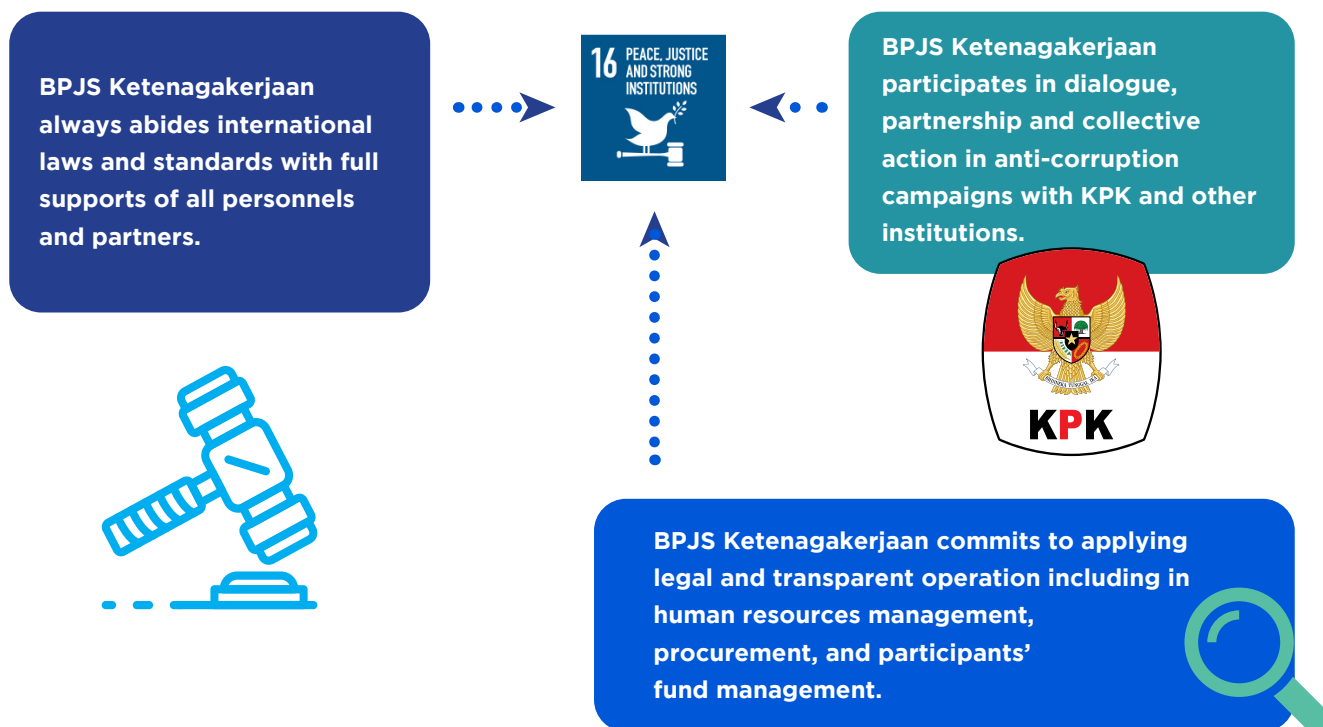 BPJS Ketenagakerjaan
always abides international
laws and standards with full
supports of all personnels
and partners.
16 PEACE, JUSTICE
AND STRONG
INSTITUTIONS
BPJS Ketenagakerjaan
participates in dialogue,
partnership and collective
action in anti-corruption
campaigns with KPK and other
institutions.
BHINNEKA TUNGGAL IKA
KPK
BPJS Ketenagakerjaan commits to applying
legal and transparent operation including in
human resources management,
procurement, and participants’
fund management.